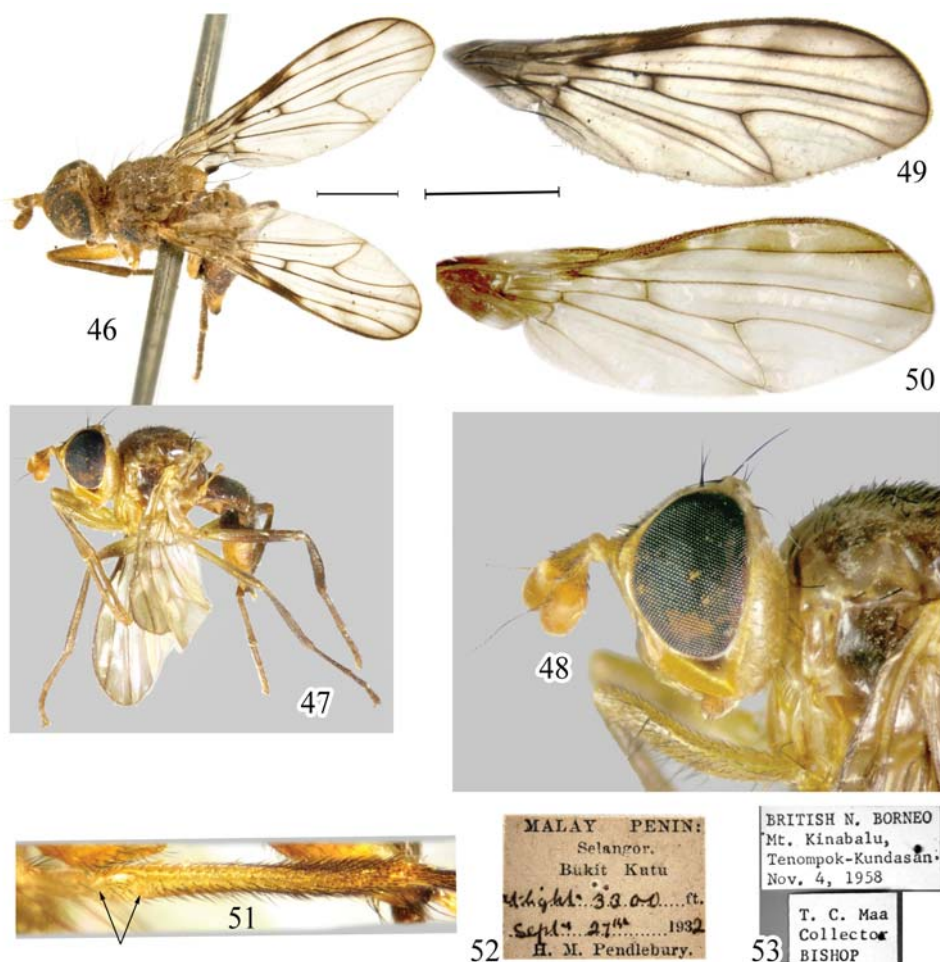 46
49
50
47
48
51
MALAY PENIN:
Selangor.
Bukit Kutu
3300 ft.
Sept. 27th 1932
H. M. Pendlebury.
52
BRITISH N. BORNEO
Mt. Kinabalu,
Tenompok-Kundasan
Nov. 4, 1958
T. C. Maa
Collector
BISHOP
53